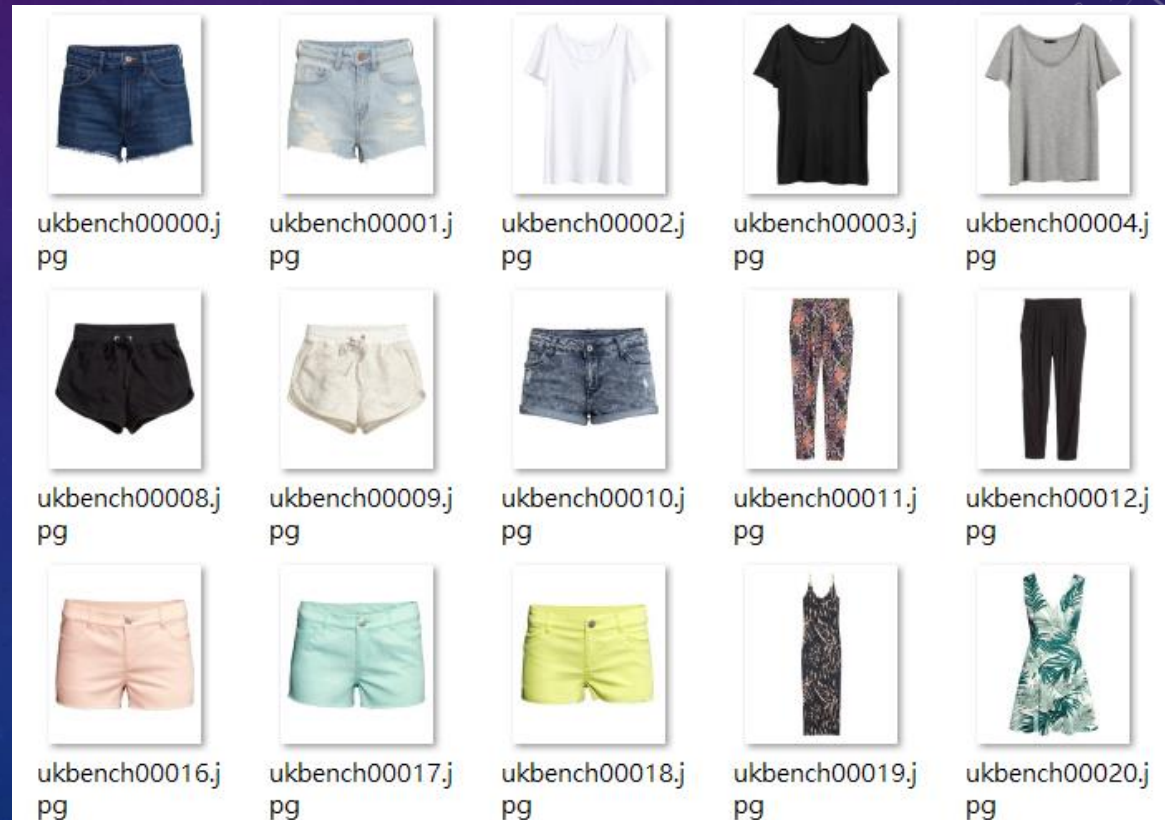 ukbench00000.j
pg
ukbench00001.j
pg
ukbench00002.j
pg
ukbench00003.j
pg
ukbench00004.j
pg
ukbench00008.j
pg
ukbench00009.j
pg
ukbench00010.j
pg
ukbench00011.j
pg
ukbench00012.j
pg
ukbench00016.j
pg
ukbench00017.j
pg
ukbench00018.j
pg
ukbench00019.j
pg
ukbench00020.j
pg